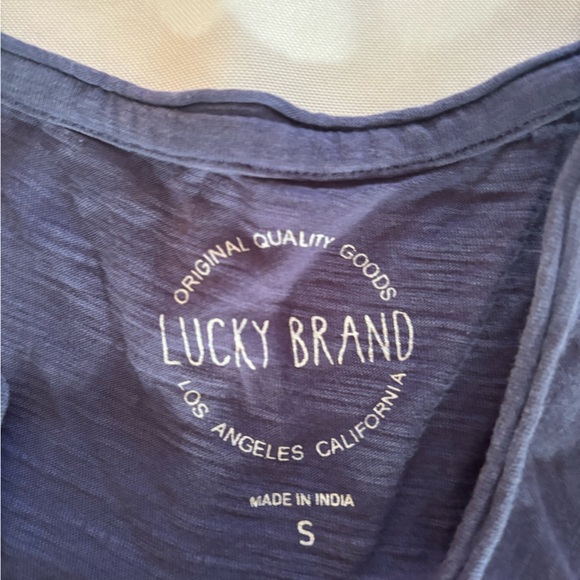 ORIGINAL QUALITY GOODS
LUCKY BRAND
LOS ANGELES CALIFORNIA
MADE IN INDIA
S